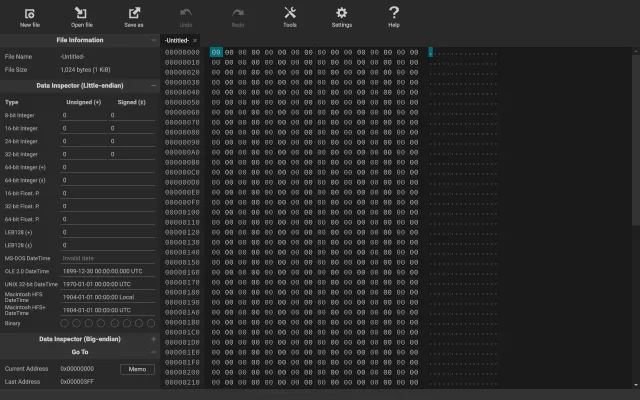 New file Open file Save as Undo Redo Tools Settings Help
File Information
File Name -Untitled-
File Size 1,024 bytes (1 KiB)
Data Inspector (Little-endian)
Type Unsigned (+) Signed (±)
8-bit Integer 0 0
16-bit Integer 0 0
24-bit Integer 0 0
32-bit Integer 0 0
64-bit Integer (+) 0
64-bit Integer (±) 0
16-bit Float. P. 0
32-bit Float. P. 0
64-bit Float. P. 0
LEB128 (+) 0
LEB128 (±) 0
MS-DOS DateTime Invalid date
OLE 2.0 DateTime 1899-12-30 00:00:00.000 UTC
UNIX 32-bit DateTime 1970-01-01 00:00:00 UTC
Macintosh HFS DateTime 1904-01-01 00:00:00 Local
Macintosh HFS+ DateTime 1904-01-01 00:00:00 UTC
Binary
Data Inspector (Big-endian)
Go To
Current Address 0x00000000 Memo
Last Address 0x000003FF
-Untitled- ×
00000000 00 00 00 00 00 00 00 00 00 00 00 00 00 00 00 00 ................
00000010 00 00 00 00 00 00 00 00 00 00 00 00 00 00 00 00 ................
00000020 00 00 00 00 00 00 00 00 00 00 00 00 00 00 00 00 ................
00000030 00 00 00 00 00 00 00 00 00 00 00 00 00 00 00 00 ................
00000040 00 00 00 00 00 00 00 00 00 00 00 00 00 00 00 00 ................
00000050 00 00 00 00 00 00 00 00 00 00 00 00 00 00 00 00 ................
00000060 00 00 00 00 00 00 00 00 00 00 00 00 00 00 00 00 ................
00000070 00 00 00 00 00 00 00 00 00 00 00 00 00 00 00 00 ................
00000080 00 00 00 00 00 00 00 00 00 00 00 00 00 00 00 00 ................
00000090 00 00 00 00 00 00 00 00 00 00 00 00 00 00 00 00 ................
000000A0 00 00 00 00 00 00 00 00 00 00 00 00 00 00 00 00 ................
000000B0 00 00 00 00 00 00 00 00 00 00 00 00 00 00 00 00 ................
000000C0 00 00 00 00 00 00 00 00 00 00 00 00 00 00 00 00 ................
000000D0 00 00 00 00 00 00 00 00 00 00 00 00 00 00 00 00 ................
000000E0 00 00 00 00 00 00 00 00 00 00 00 00 00 00 00 00 ................
000000F0 00 00 00 00 00 00 00 00 00 00 00 00 00 00 00 00 ................
00000100 00 00 00 00 00 00 00 00 00 00 00 00 00 00 00 00 ................
00000110 00 00 00 00 00 00 00 00 00 00 00 00 00 00 00 00 ................
00000120 00 00 00 00 00 00 00 00 00 00 00 00 00 00 00 00 ................
00000130 00 00 00 00 00 00 00 00 00 00 00 00 00 00 00 00 ................
00000140 00 00 00 00 00 00 00 00 00 00 00 00 00 00 00 00 ................
00000150 00 00 00 00 00 00 00 00 00 00 00 00 00 00 00 00 ................
00000160 00 00 00 00 00 00 00 00 00 00 00 00 00 00 00 00 ................
00000170 00 00 00 00 00 00 00 00 00 00 00 00 00 00 00 00 ................
00000180 00 00 00 00 00 00 00 00 00 00 00 00 00 00 00 00 ................
00000190 00 00 00 00 00 00 00 00 00 00 00 00 00 00 00 00 ................
000001A0 00 00 00 00 00 00 00 00 00 00 00 00 00 00 00 00 ................
000001B0 00 00 00 00 00 00 00 00 00 00 00 00 00 00 00 00 ................
000001C0 00 00 00 00 00 00 00 00 00 00 00 00 00 00 00 00 ................
000001D0 00 00 00 00 00 00 00 00 00 00 00 00 00 00 00 00 ................
000001E0 00 00 00 00 00 00 00 00 00 00 00 00 00 00 00 00 ................
000001F0 00 00 00 00 00 00 00 00 00 00 00 00 00 00 00 00 ................
00000200 00 00 00 00 00 00 00 00 00 00 00 00 00 00 00 00 ................
00000210 00 00 00 00 00 00 00 00 00 00 00 00 00 00 00 00 ................